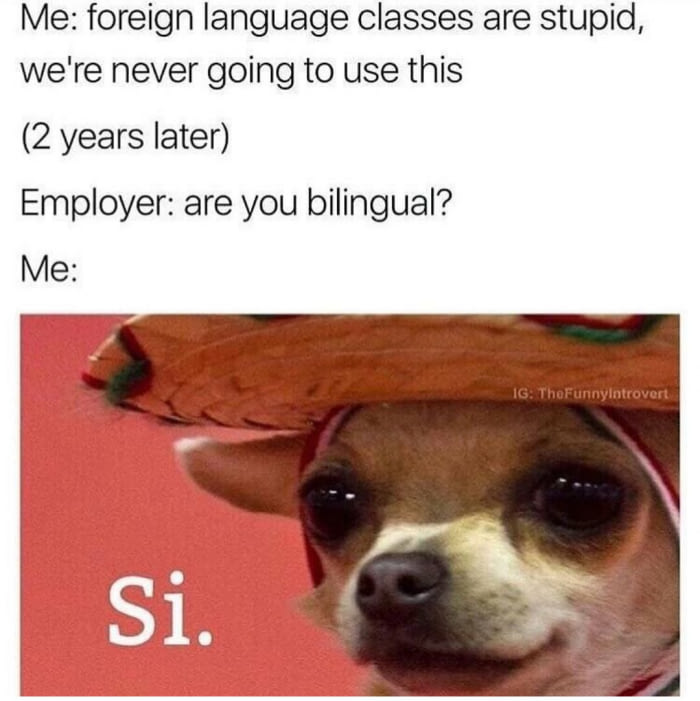 Me: foreign language classes are stupid,
we're never going to use this
(2 years later)
Employer: are you bilingual?
Me:
IG: TheFunnyIntrovert
Si.